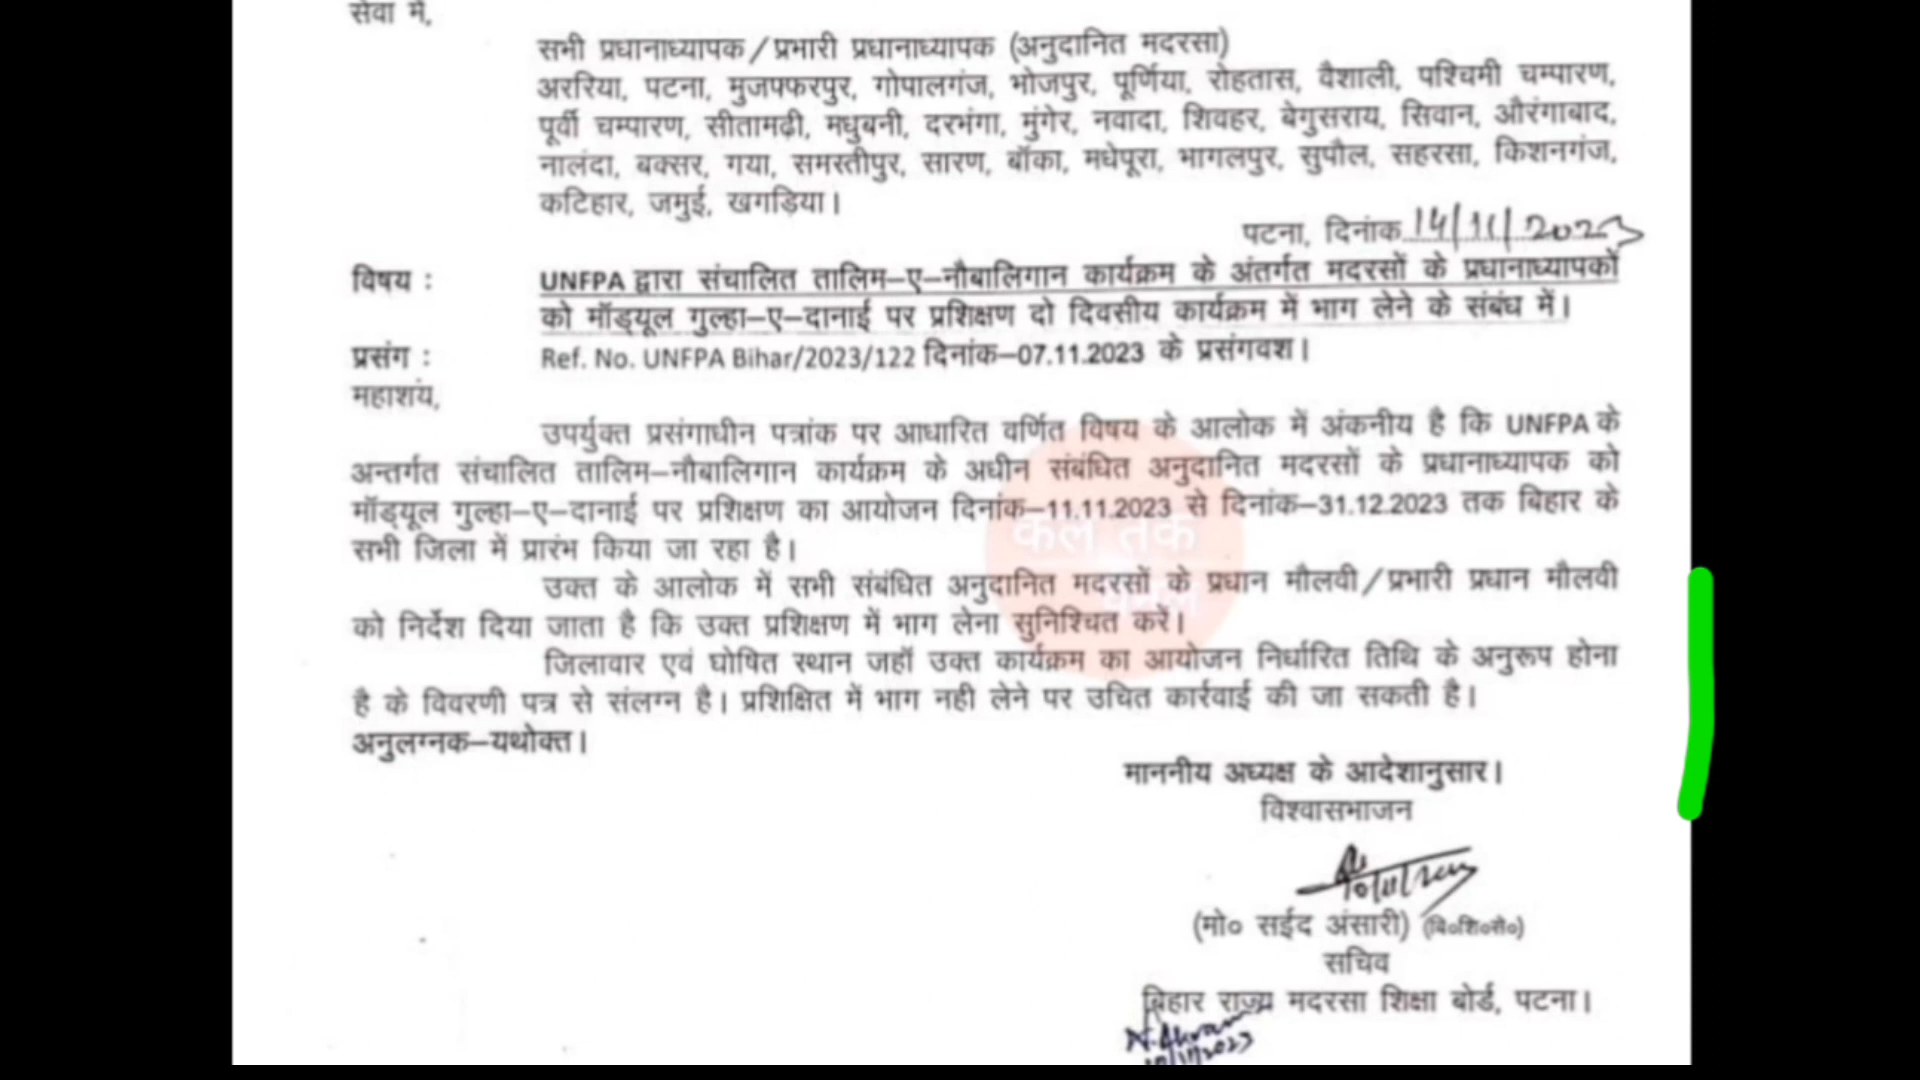 सेवा में,
सभी प्रधानाध्यापक/प्रभारी प्रधानाध्यापक (अनुदानित मदरसा)
अररिया, पटना, मुजफ्फरपुर, गोपालगंज, भोजपुर, पूर्णिया, रोहतास, वैशाली, पश्चिमी चम्पारण,
पूर्वी चम्पारण, सीतामढ़ी, मधुबनी, दरभंगा, मुंगेर, नवादा, शिवहर, बेगुसराय, सिवान, औरंगाबाद,
नालंदा, बक्सर, गया, समस्तीपुर, सारण, बॉका, मधेपूरा, भागलपुर, सुपौल, सहरसा, किशनगंज,
कटिहार, जमुई, खगड़िया।
पटना, दिनांक 14/11/2023
विषय : UNFPA द्वारा संचालित तालिम–ए–नौबालिगान कार्यक्रम के अंतर्गत मदरसों के प्रधानाध्यापकों
को मॉड्यूल गुल्हा–ए–दानाई पर प्रशिक्षण दो दिवसीय कार्यक्रम में भाग लेने के संबंध में।
प्रसंग : Ref. No. UNFPA Bihar/2023/122 दिनांक–07.11.2023 के प्रसंगवश।
महाशय,
उपर्युक्त प्रसंगाधीन पत्रांक पर आधारित वर्णित विषय के आलोक में अंकनीय है कि UNFPA के
अन्तर्गत संचालित तालिम–नौबालिगान कार्यक्रम के अधीन संबंधित अनुदानित मदरसों के प्रधानाध्यापक को
मॉड्यूल गुल्हा–ए–दानाई पर प्रशिक्षण का आयोजन दिनांक–11.11.2023 से दिनांक–31.12.2023 तक बिहार के
सभी जिला में प्रारंभ किया जा रहा है।
उक्त के आलोक में सभी संबंधित अनुदानित मदरसों के प्रधान मौलवी/प्रभारी प्रधान मौलवी
को निर्देश दिया जाता है कि उक्त प्रशिक्षण में भाग लेना सुनिश्चित करें।
जिलावार एवं घोषित स्थान जहॉ उक्त कार्यक्रम का आयोजन निर्धारित तिथि के अनुरूप होना
है के विवरणी पत्र से संलग्न है। प्रशिक्षित में भाग नही लेने पर उचित कार्रवाई की जा सकती है।
अनुलग्नक–यथोक्त।
कल तक
माननीय अध्यक्ष के आदेशानुसार।
विश्वासभाजन
(मो० सईद अंसारी) (बि०शि०से०)
सचिव
बिहार राज्य मदरसा शिक्षा बोर्ड, पटना।